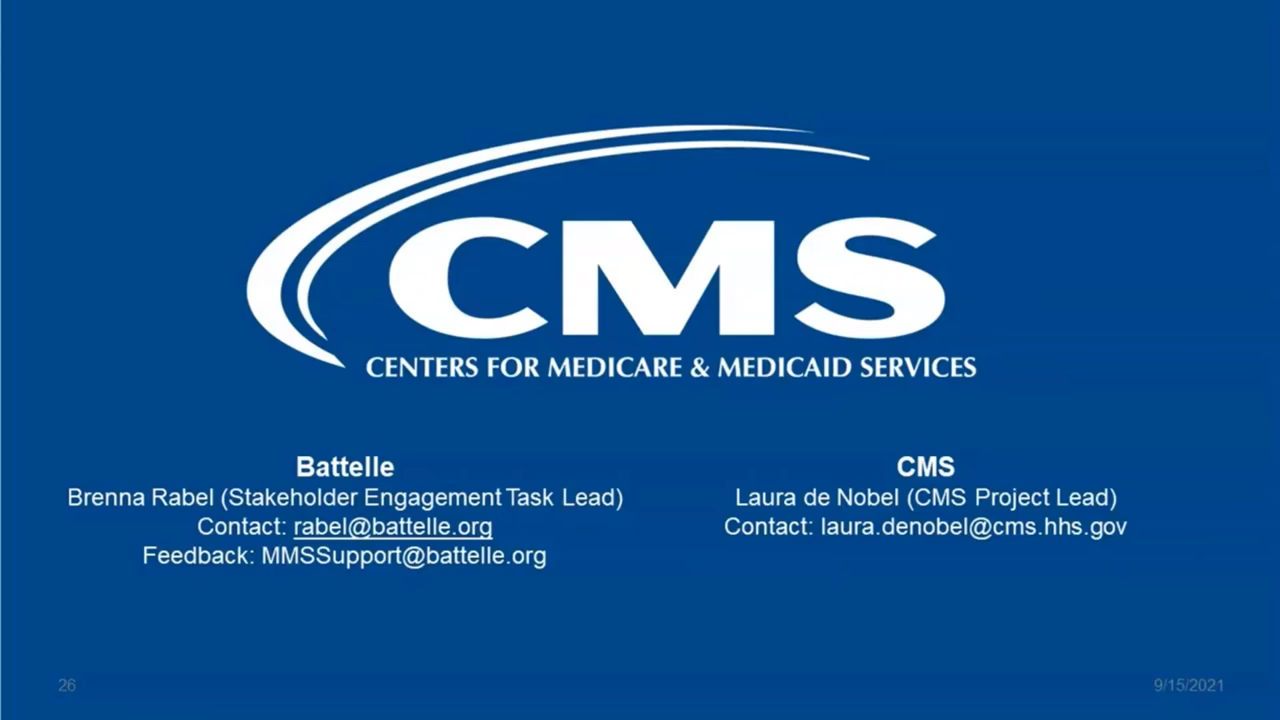 CMS
CENTERS FOR MEDICARE & MEDICAID SERVICES
Battelle
Brenna Rabel (Stakeholder Engagement Task Lead)
Contact: rabel@battelle.org
Feedback: MMSSupport@battelle.org
CMS
Laura de Nobel (CMS Project Lead)
Contact: laura.denobel@cms.hhs.gov
26
9/15/2021